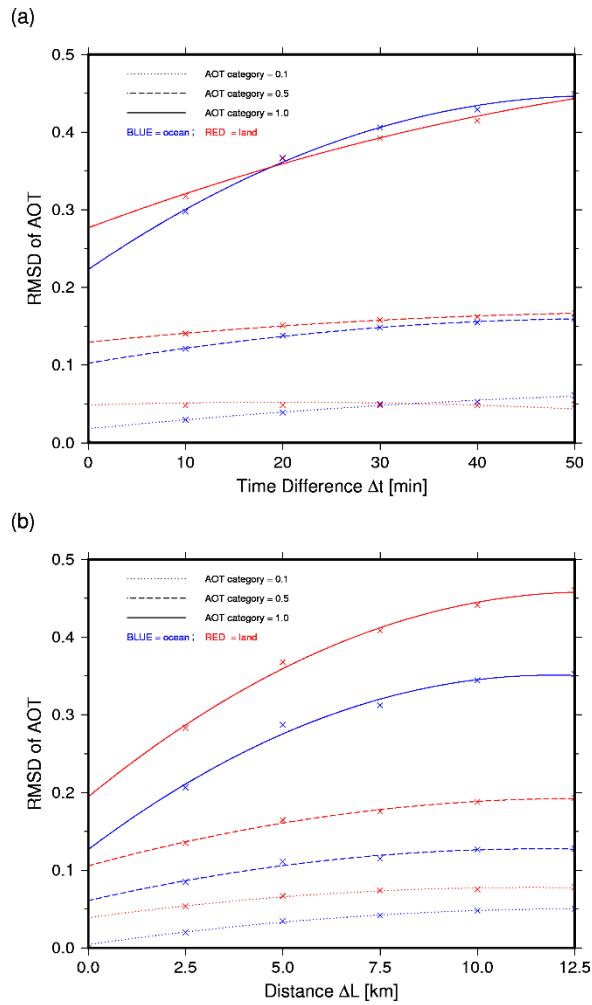 (a)
0.5
0.4
0.3
0.2
0.1
0.0
RMSD of AOT
AOT category = 0.1
AOT category = 0.5
AOT category = 1.0
BLUE = ocean ; RED = land
0 10 20 30 40 50
Time Difference Δt [min]
(b)
0.5
0.4
0.3
0.2
0.1
0.0
RMSD of AOT
AOT category = 0.1
AOT category = 0.5
AOT category = 1.0
BLUE = ocean ; RED = land
0.0 2.5 5.0 7.5 10.0 12.5
Distance ΔL [km]